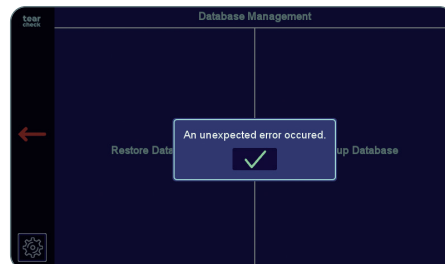 tear
check
Database Management
An unexpected error occured.
Restore Data
up Database